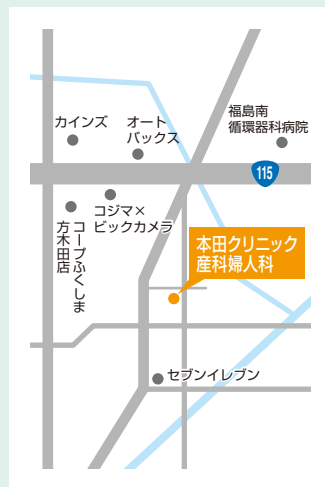 カインズ
オート
バックス
福島南
循環器科病院
115
コジマ×
ビックカメラ
コープふくしま
方木田店
本田クリニック
産科婦人科
セブンイレブン